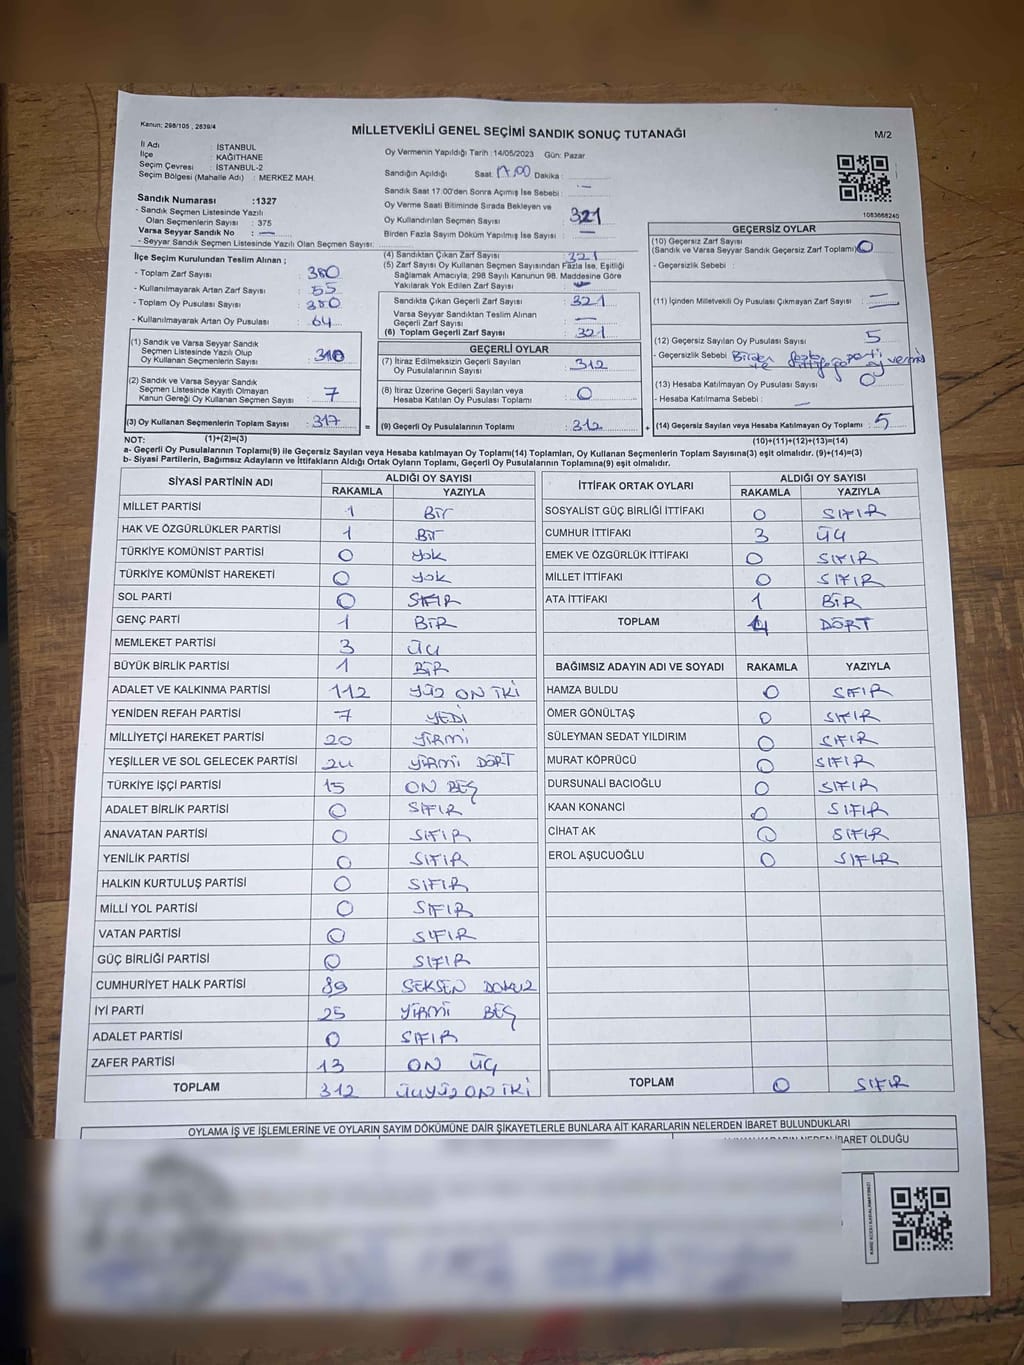 Kanun; 298/105 , 2839/4
MİLLETVEKİLİ GENEL SEÇİMİ SANDIK SONUÇ TUTANAĞI
M/2
İl Adı : İSTANBUL
İlçe : KAĞITHANE
Seçim Çevresi : İSTANBUL-2
Seçim Bölgesi (Mahalle Adı) : MERKEZ MAH.
Oy Vermenin Yapıldığı Tarih : 14/05/2023 Gün: Pazar
Sandığın Açıldığı Saat 17.00 Dakika :
Sandık Saat 17:00'den Sonra Açımış İse Sebebi : —
Oy Verme Saati Bitiminde Sırada Bekleyen ve
Oy Kullandırılan Seçmen Sayısı : 321
Birden Fazla Sayım Döküm Yapılmış İse Sayısı : —
1083668240
Sandık Numarası :1327
- Sandık Seçmen Listesinde Yazılı
Olan Seçmenlerin Sayısı : 375
Varsa Seyyar Sandık No : —
- Seyyar Sandık Seçmen Listesinde Yazılı Olan Seçmen Sayısı:
İlçe Seçim Kurulundan Teslim Alınan ;
- Toplam Zarf Sayısı : 380
- Kullanılmayarak Artan Zarf Sayısı : 55
- Toplam Oy Pusulası Sayısı : 380
- Kullanılmayarak Artan Oy Pusulası : 64
(1) Sandık ve Varsa Seyyar Sandık
Seçmen Listesinde Yazılı Olup
Oy Kullanan Seçmenlerin Sayısı : 310
(2) Sandık ve Varsa Seyyar Sandık
Seçmen Listesinde Kayıtlı Olmayan
Kanun Gereği Oy Kullanan Seçmen Sayısı : 7
(3) Oy Kullanan Seçmenlerin Toplam Sayısı : 317
(4) Sandıktan Çıkan Zarf Sayısı : 321
(5) Zarf Sayısı Oy Kullanan Seçmen Sayısından Fazla İse, Eşitliği
Sağlamak Amacıyla, 298 Sayılı Kanunun 98. Maddesine Göre
Yakılarak Yok Edilen Zarf Sayısı :
Sandıkta Çıkan Geçerli Zarf Sayısı : 321
Varsa Seyyar Sandıktan Teslim Alınan
Geçerli Zarf Sayısı : —
(6) Toplam Geçerli Zarf Sayısı : 321
GEÇERLİ OYLAR
(7) İtiraz Edilmeksizin Geçerli Sayılan
Oy Pusulalarının Sayısı : 312
(8) İtiraz Üzerine Geçerli Sayılan veya
Hesaba Katılan Oy Pusulası Toplamı : 0
= (9) Geçerli Oy Pusulalarının Toplamı : 312
GEÇERSİZ OYLAR
(10) Geçersiz Zarf Sayısı
(Sandık ve Varsa Seyyar Sandık Geçersiz Zarf Toplamı) 0
- Geçersizlik Sebebi :
(11) İçinden Milletvekili Oy Pusulası Çıkmayan Zarf Sayısı : —
(12) Geçersiz Sayılan Oy Pusulası Sayısı : 5
- Geçersizlik Sebebi : Birden fazla parti
ve ittifaka oy vermiş
(13) Hesaba Katılmayan Oy Pusulası Sayısı : 0
- Hesaba Katılmama Sebebi : —
+ (14) Geçersiz Sayılan veya Hesaba Katılmayan Oy Toplamı : 5
NOT: (1)+(2)=(3) (10)+(11)+(12)+(13)=(14)
a- Geçerli Oy Pusulasının Toplamı(9) ile Geçersiz Sayılan veya Hesaba katılmayan Oy Toplamı(14) Toplamları, Oy Kullanan Seçmenlerin Toplam Sayısına(3) eşit olmalıdır. (9)+(14)=(3)
b- Siyasi Partilerin, Bağımsız Adayların ve İttifakların Aldığı Ortak Oyların Toplamı, Geçerli Oy Pusulalarının Toplamına(9) eşit olmalıdır.
SİYASİ PARTİNİN ADI ALDIĞI OY SAYISI
RAKAMLA YAZIYLA
MİLLET PARTİSİ 1 BİR
HAK VE ÖZGÜRLÜKLER PARTİSİ 1 BİR
TÜRKİYE KOMÜNİST PARTİSİ 0 YOK
TÜRKİYE KOMÜNİST HAREKETİ 0 YOK
SOL PARTİ 0 SIFIR
GENÇ PARTİ 1 BİR
MEMLEKET PARTİSİ 3 ÜÇ
BÜYÜK BİRLİK PARTİSİ 1 BİR
ADALET VE KALKINMA PARTİSİ 112 YÜZ ON İKİ
YENİDEN REFAH PARTİSİ 7 YEDİ
MİLLİYETÇİ HAREKET PARTİSİ 20 YİRMİ
YEŞİLLER VE SOL GELECEK PARTİSİ 24 YİRMİ DÖRT
TÜRKİYE İŞÇİ PARTİSİ 15 ON BEŞ
ADALET BİRLİK PARTİSİ 0 SIFIR
ANAVATAN PARTİSİ 0 SIFIR
YENİLİK PARTİSİ 0 SIFIR
HALKIN KURTULUŞ PARTİSİ 0 SIFIR
MİLLİ YOL PARTİSİ 0 SIFIR
VATAN PARTİSİ 0 SIFIR
GÜÇ BİRLİĞİ PARTİSİ 0 SIFIR
CUMHURİYET HALK PARTİSİ 89 SEKSEN DOKUZ
İYİ PARTİ 25 YİRMİ BEŞ
ADALET PARTİSİ 0 SIFIR
ZAFER PARTİSİ 13 ON ÜÇ
TOPLAM 312 ÜÇYÜZ ON İKİ
İTTİFAK ORTAK OYLARI ALDIĞI OY SAYISI
RAKAMLA YAZIYLA
SOSYALİST GÜÇ BİRLİĞİ İTTİFAKI 0 SIFIR
CUMHUR İTTİFAKI 3 ÜÇ
EMEK VE ÖZGÜRLÜK İTTİFAKI 0 SIFIR
MİLLET İTTİFAKI 0 SIFIR
ATA İTTİFAKI 1 BİR
TOPLAM 4 DÖRT
BAĞIMSIZ ADAYIN ADI VE SOYADI RAKAMLA YAZIYLA
HAMZA BULDU 0 SIFIR
ÖMER GÖNÜLTAŞ 0 SIFIR
SÜLEYMAN SEDAT YILDIRIM 0 SIFIR
MURAT KÖPRÜCÜ 0 SIFIR
DURSUNALİ BACIOĞLU 0 SIFIR
KAAN KONANCİ 0 SIFIR
CİHAT AK 0 SIFIR
EROL AŞUCUOĞLU 0 SIFIR
TOPLAM 0 SIFIR
OYLAMA İŞ VE İŞLEMLERİNE VE OYLARIN SAYIM DÖKÜMÜNE DAİR ŞİKAYETLERLE BUNLARA AİT KARARLARIN NELERDEN İBARET BULUNDUKLARI
İBARET OLDUĞU